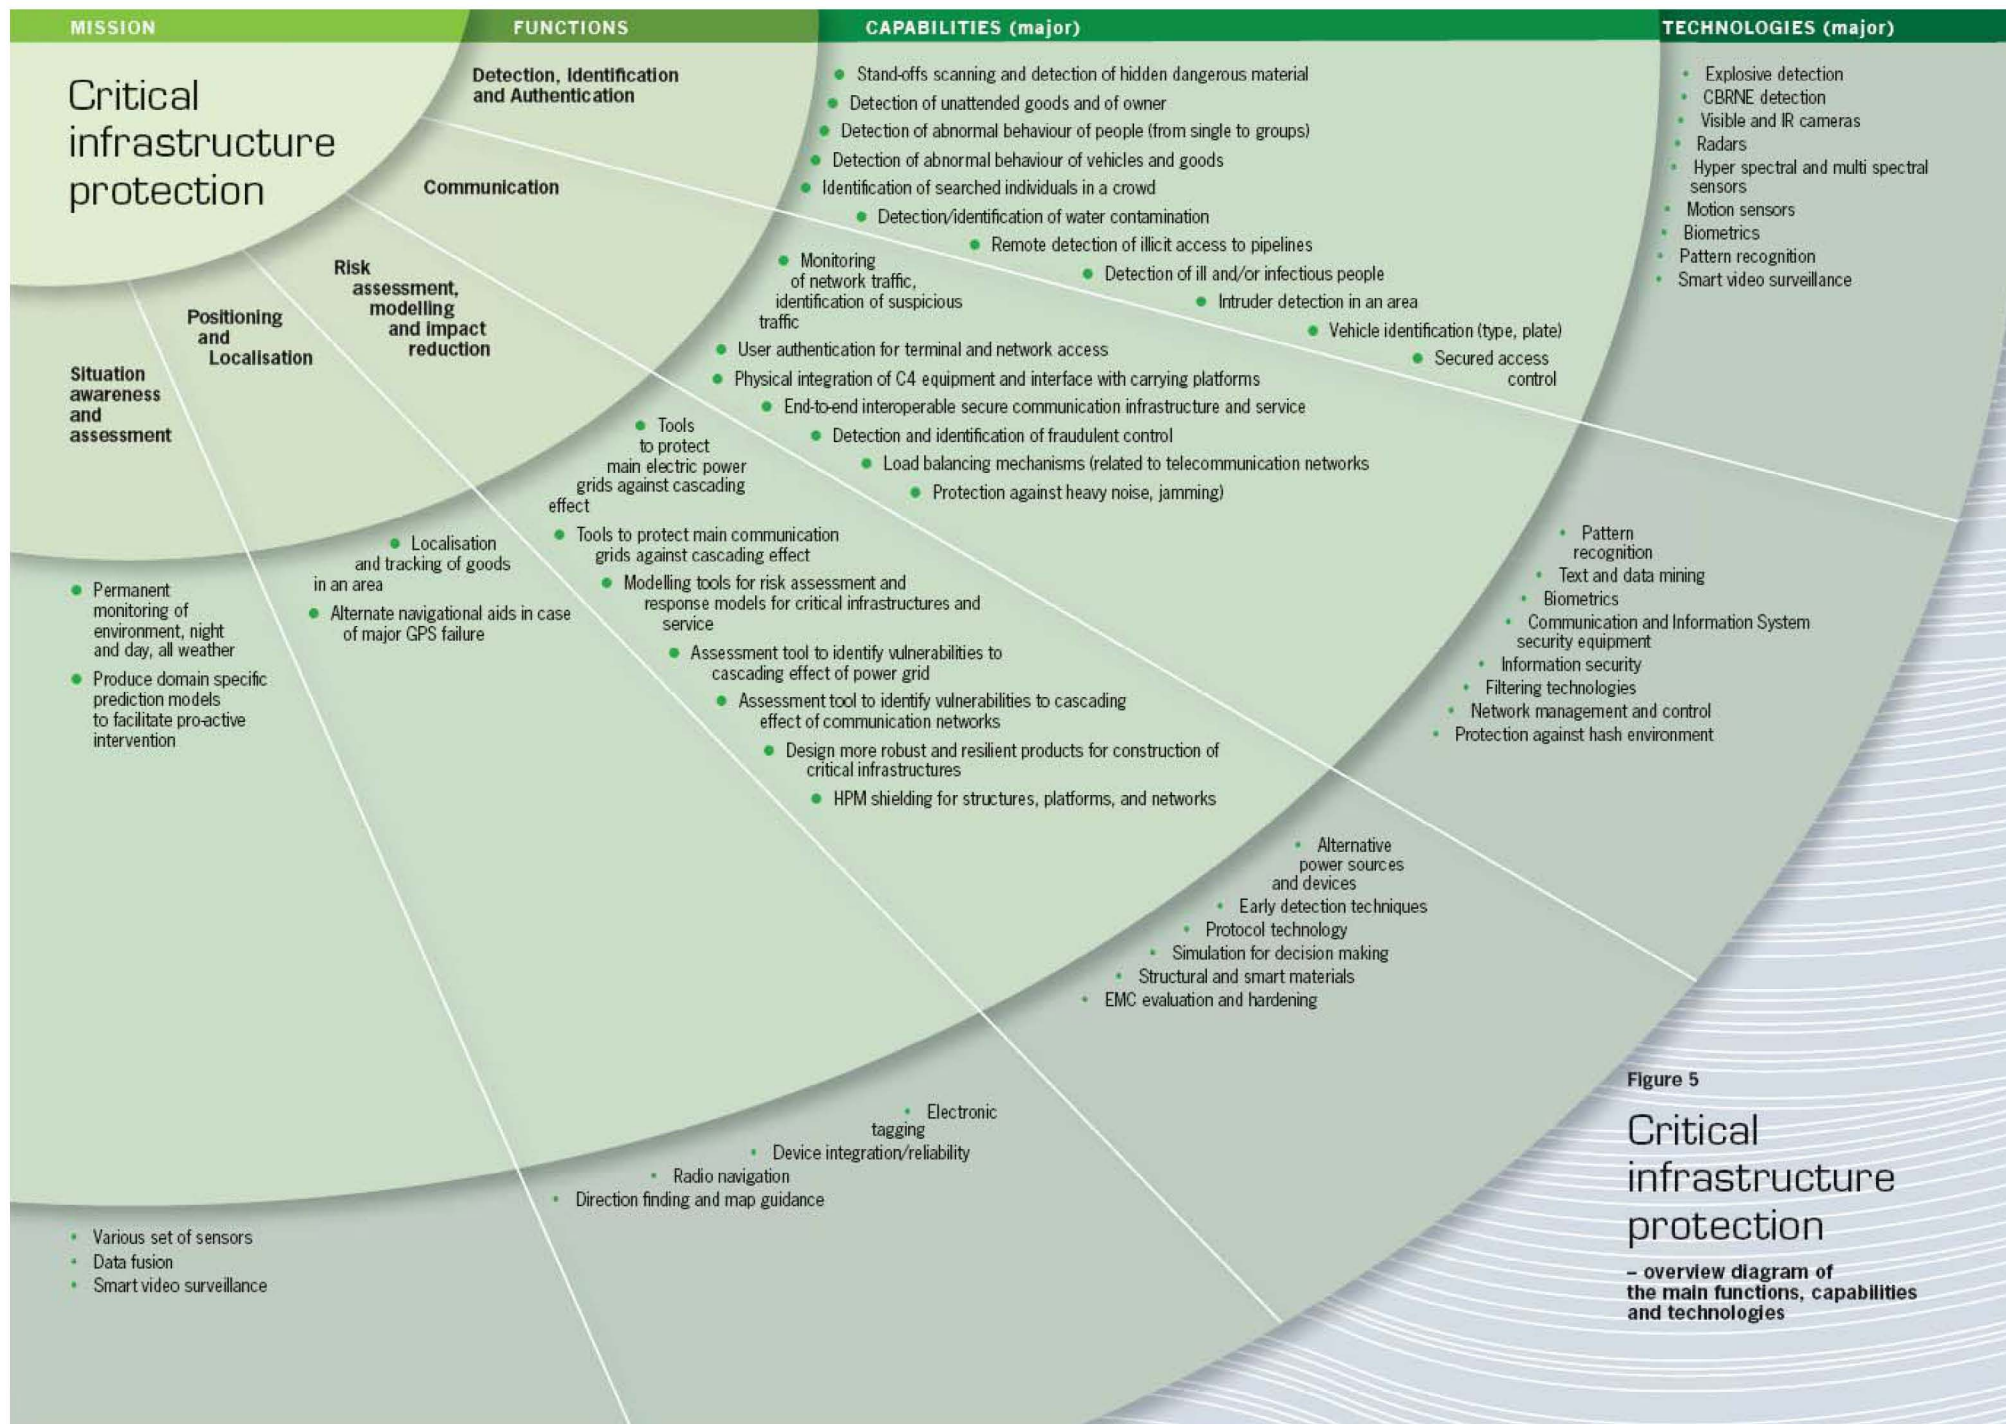 MISSION
FUNCTIONS
CAPABILITIES (major)
TECHNOLOGIES (major)
Critical
infrastructure
protection
Detection, Identification
and Authentication
Communication
Risk
assessment,
modelling
and impact
reduction
Positioning
and
Localisation
Situation
awareness
and
assessment
Stand-offs scanning and detection of hidden dangerous material
Detection of unattended goods and of owner
Detection of abnormal behaviour of people (from single to groups)
Detection of abnormal behaviour of vehicles and goods
Identification of searched individuals in a crowd
Detection/identification of water contamination
Remote detection of illicit access to pipelines
Detection of ill and/or infectious people
Intruder detection in an area
Vehicle identification (type, plate)
Secured access
control
Monitoring
of network traffic,
identification of suspicious
traffic
User authentication for terminal and network access
Physical integration of C4 equipment and interface with carrying platforms
End-to-end interoperable secure communication infrastructure and service
Detection and identification of fraudulent control
Load balancing mechanisms (related to telecommunication networks
Protection against heavy noise, jamming)
Tools
to protect
main electric power
grids against cascading
effect
Tools to protect main communication
grids against cascading effect
Modelling tools for risk assessment and
response models for critical infrastructures and
service
Assessment tool to identify vulnerabilities to
cascading effect of power grid
Assessment tool to identify vulnerabilities to cascading
effect of communication networks
Design more robust and resilient products for construction of
critical infrastructures
HPM shielding for structures, platforms, and networks
Localisation
and tracking of goods
in an area
Alternate navigational aids in case
of major GPS failure
Permanent
monitoring of
environment, night
and day, all weather
Produce domain specific
prediction models
to facilitate pro-active
intervention
Explosive detection
CBRNE detection
Visible and IR cameras
Radars
Hyper spectral and multi spectral
sensors
Motion sensors
Biometrics
Pattern recognition
Smart video surveillance
Pattern
recognition
Text and data mining
Biometrics
Communication and Information System
security equipment
Information security
Filtering technologies
Network management and control
Protection against hash environment
Alternative
power sources
and devices
Early detection techniques
Protocol technology
Simulation for decision making
Structural and smart materials
EMC evaluation and hardening
Electronic
tagging
Device integration/reliability
Radio navigation
Direction finding and map guidance
Various set of sensors
Data fusion
Smart video surveillance
Figure 5
Critical
infrastructure
protection
– overview diagram of
the main functions, capabilities
and technologies